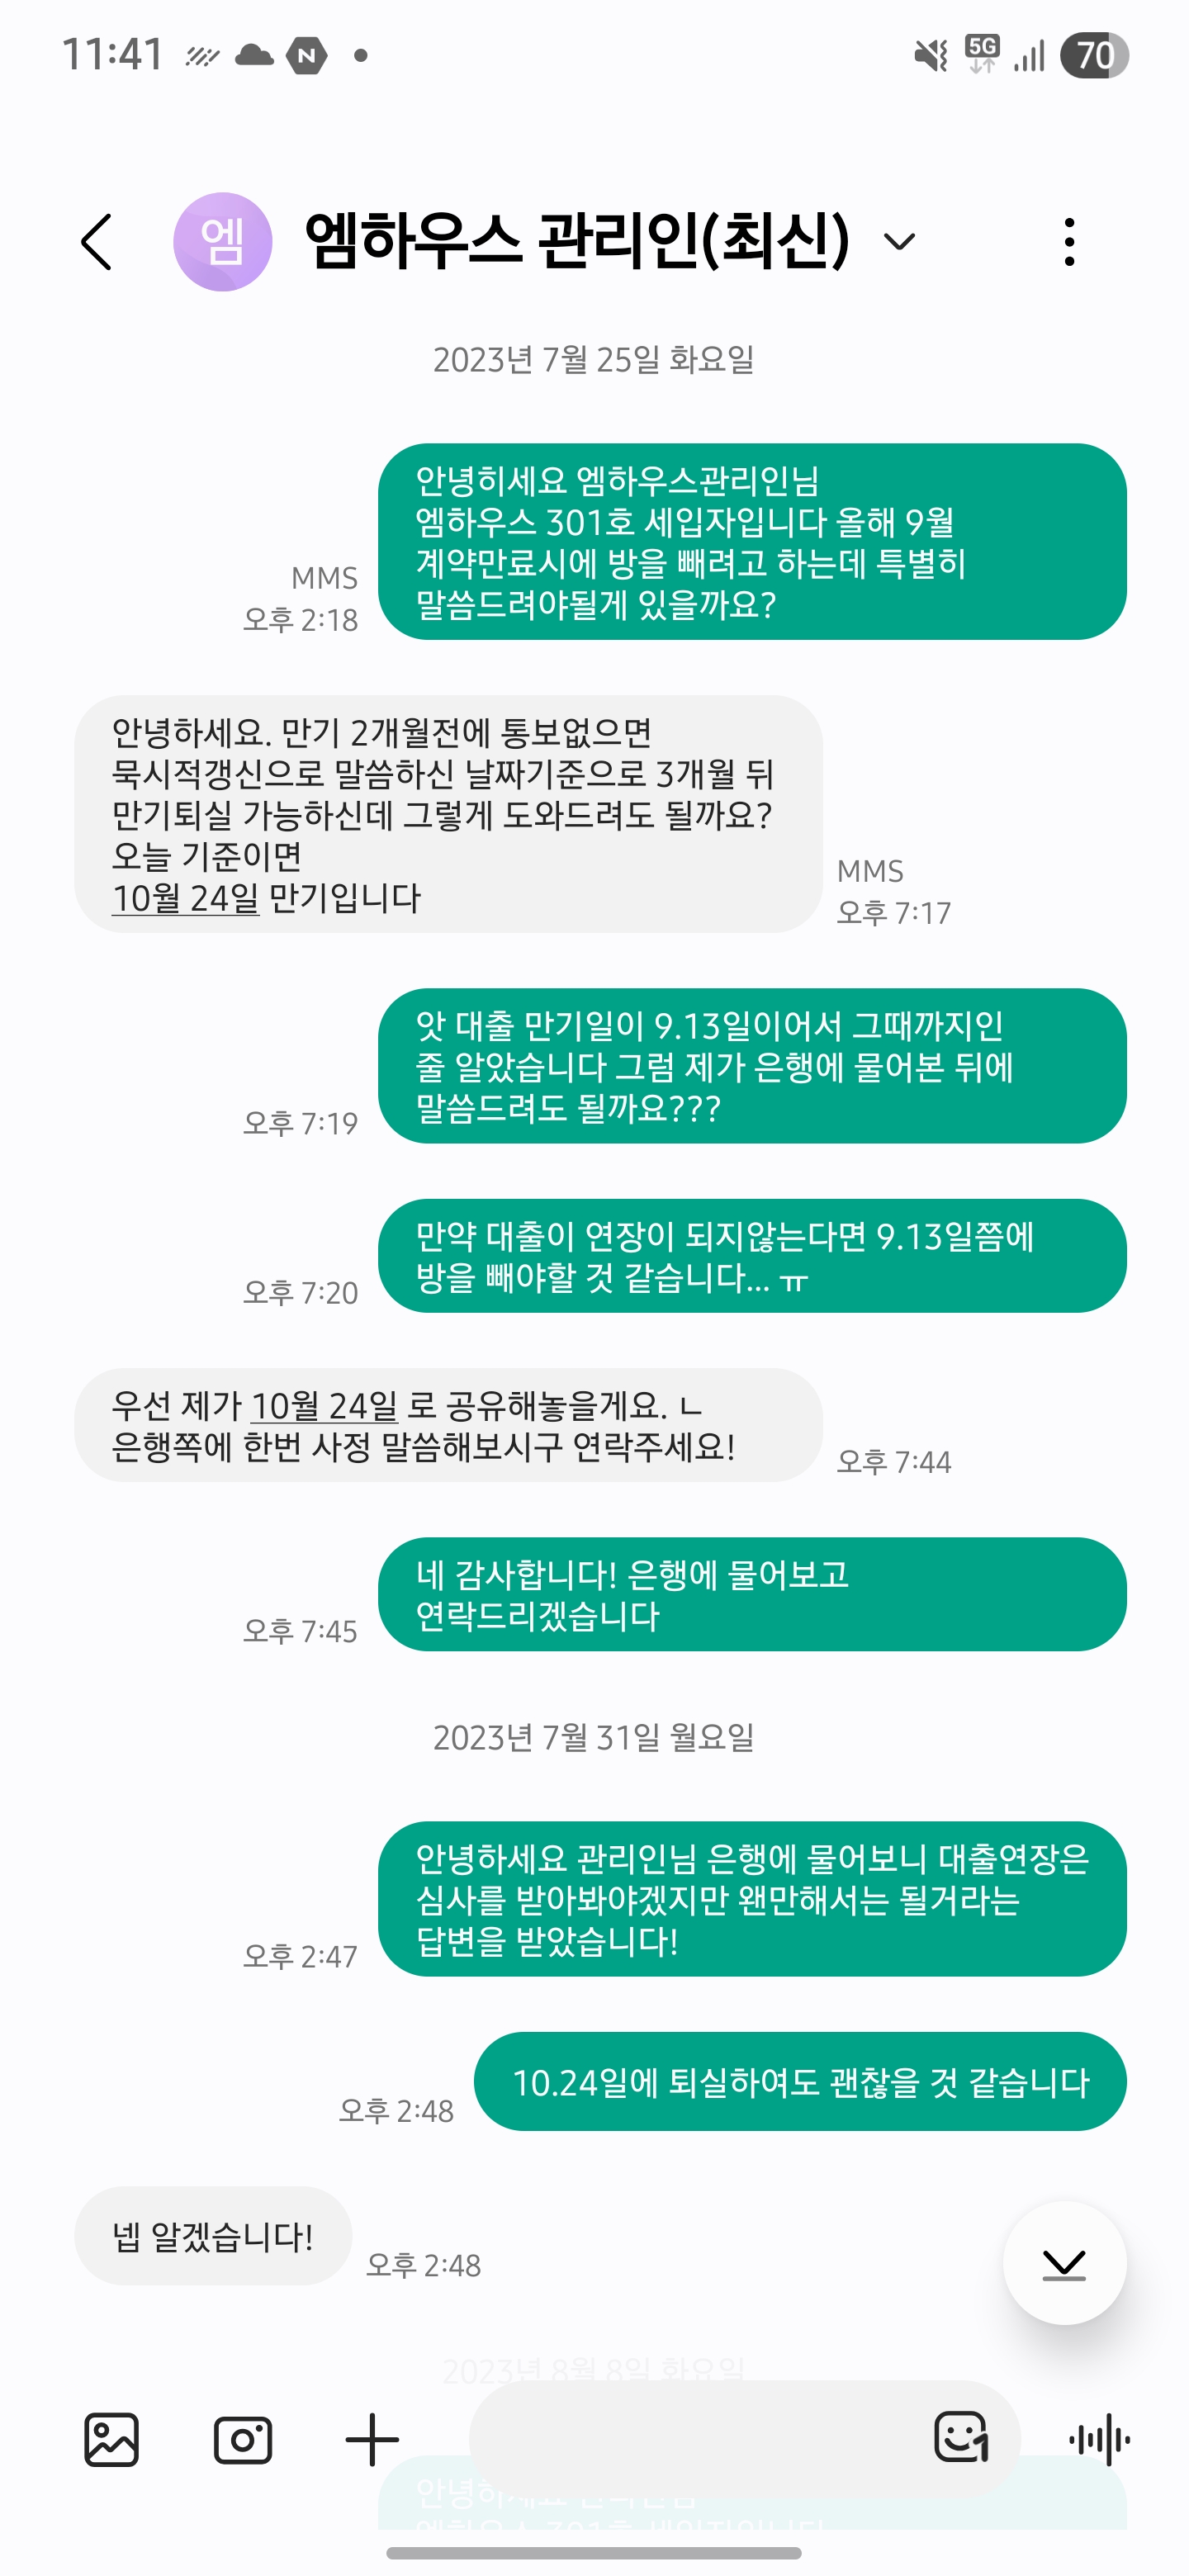 11:41
N
5G
70
엠
엠하우스 관리인(최신)
2023년 7월 25일 화요일
안녕히세요 엠하우스관리인님
엠하우스 301호 세입자입니다 올해 9월
계약만료시에 방을 빼려고 하는데 특별히
말씀드려야될게 있을까요?
MMS
오후 2:18
안녕하세요. 만기 2개월전에 통보없으면
묵시적갱신으로 말씀하신 날짜기준으로 3개월 뒤
만기퇴실 가능하신데 그렇게 도와드려도 될까요?
오늘 기준이면
10월 24일 만기입니다
MMS
오후 7:17
앗 대출 만기일이 9.13일이어서 그때까지인
줄 알았습니다 그럼 제가 은행에 물어본 뒤에
말씀드려도 될까요???
오후 7:19
만약 대출이 연장이 되지않는다면 9.13일쯤에
방을 빼야할 것 같습니다... ㅠ
오후 7:20
우선 제가 10월 24일 로 공유해놓을게요. ㄴ
은행쪽에 한번 사정 말씀해보시구 연락주세요!
오후 7:44
네 감사합니다! 은행에 물어보고
연락드리겠습니다
오후 7:45
2023년 7월 31일 월요일
안녕하세요 관리인님 은행에 물어보니 대출연장은
심사를 받아봐야겠지만 왠만해서는 될거라는
답변을 받았습니다!
오후 2:47
10.24일에 퇴실하여도 괜찮을 것 같습니다
오후 2:48
넵 알겠습니다!
오후 2:48
2023년 8월 8일 화요일